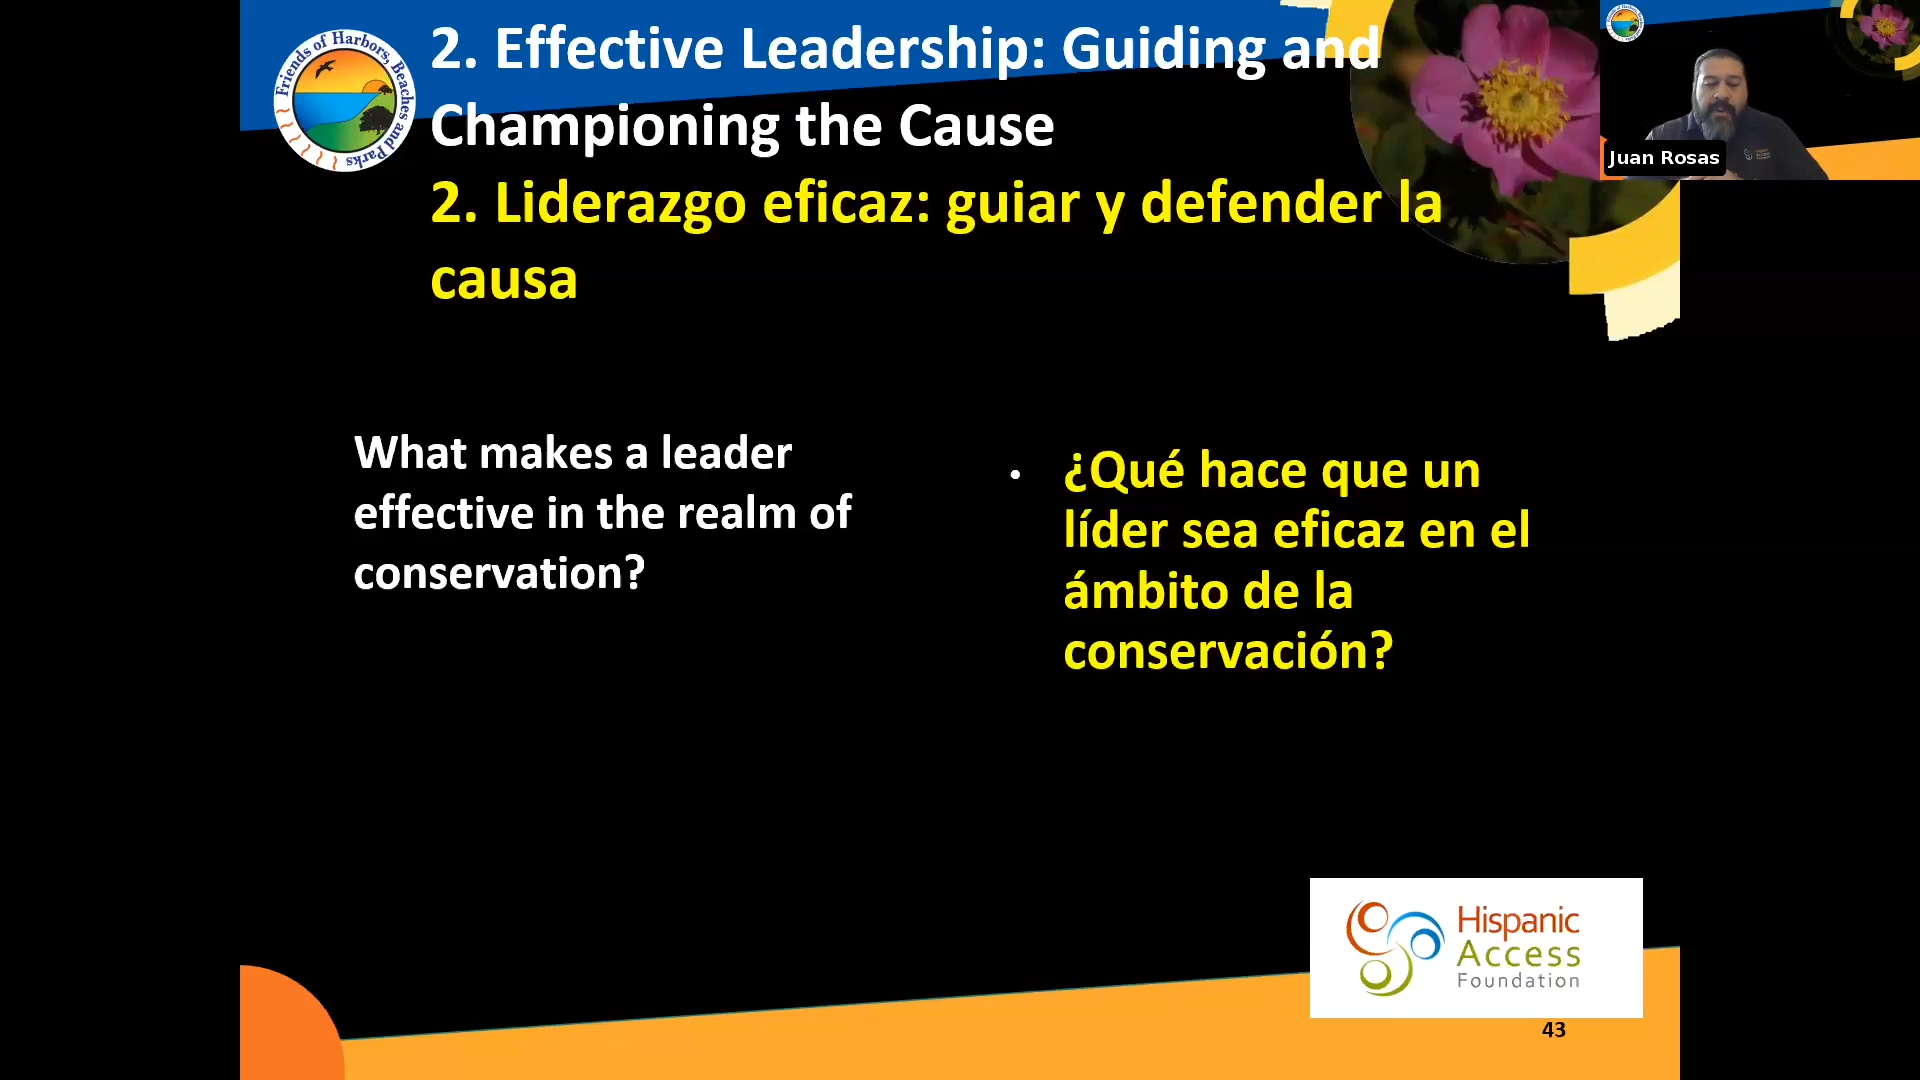 Friends of Harbors, Beaches and Parks
2. Effective Leadership: Guiding and
Championing the Cause
2. Liderazgo eficaz: guiar y defender la
causa
Juan Rosas
What makes a leader
effective in the realm of
conservation?
• ¿Qué hace que un
líder sea eficaz en el
ámbito de la
conservación?
Hispanic
Access
Foundation
43